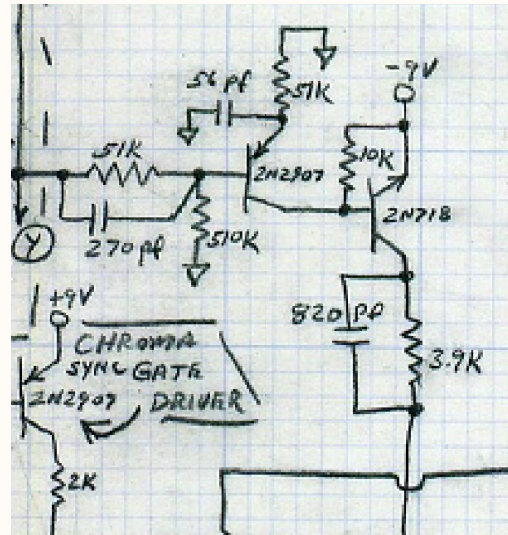 56 pf
51K
-9V
51K
2N2907
10K
2N718
270 pf
510K
Y
+9V
820 pf
CHROMA
SYNC GATE
DRIVER
3.9K
2N2907
2K